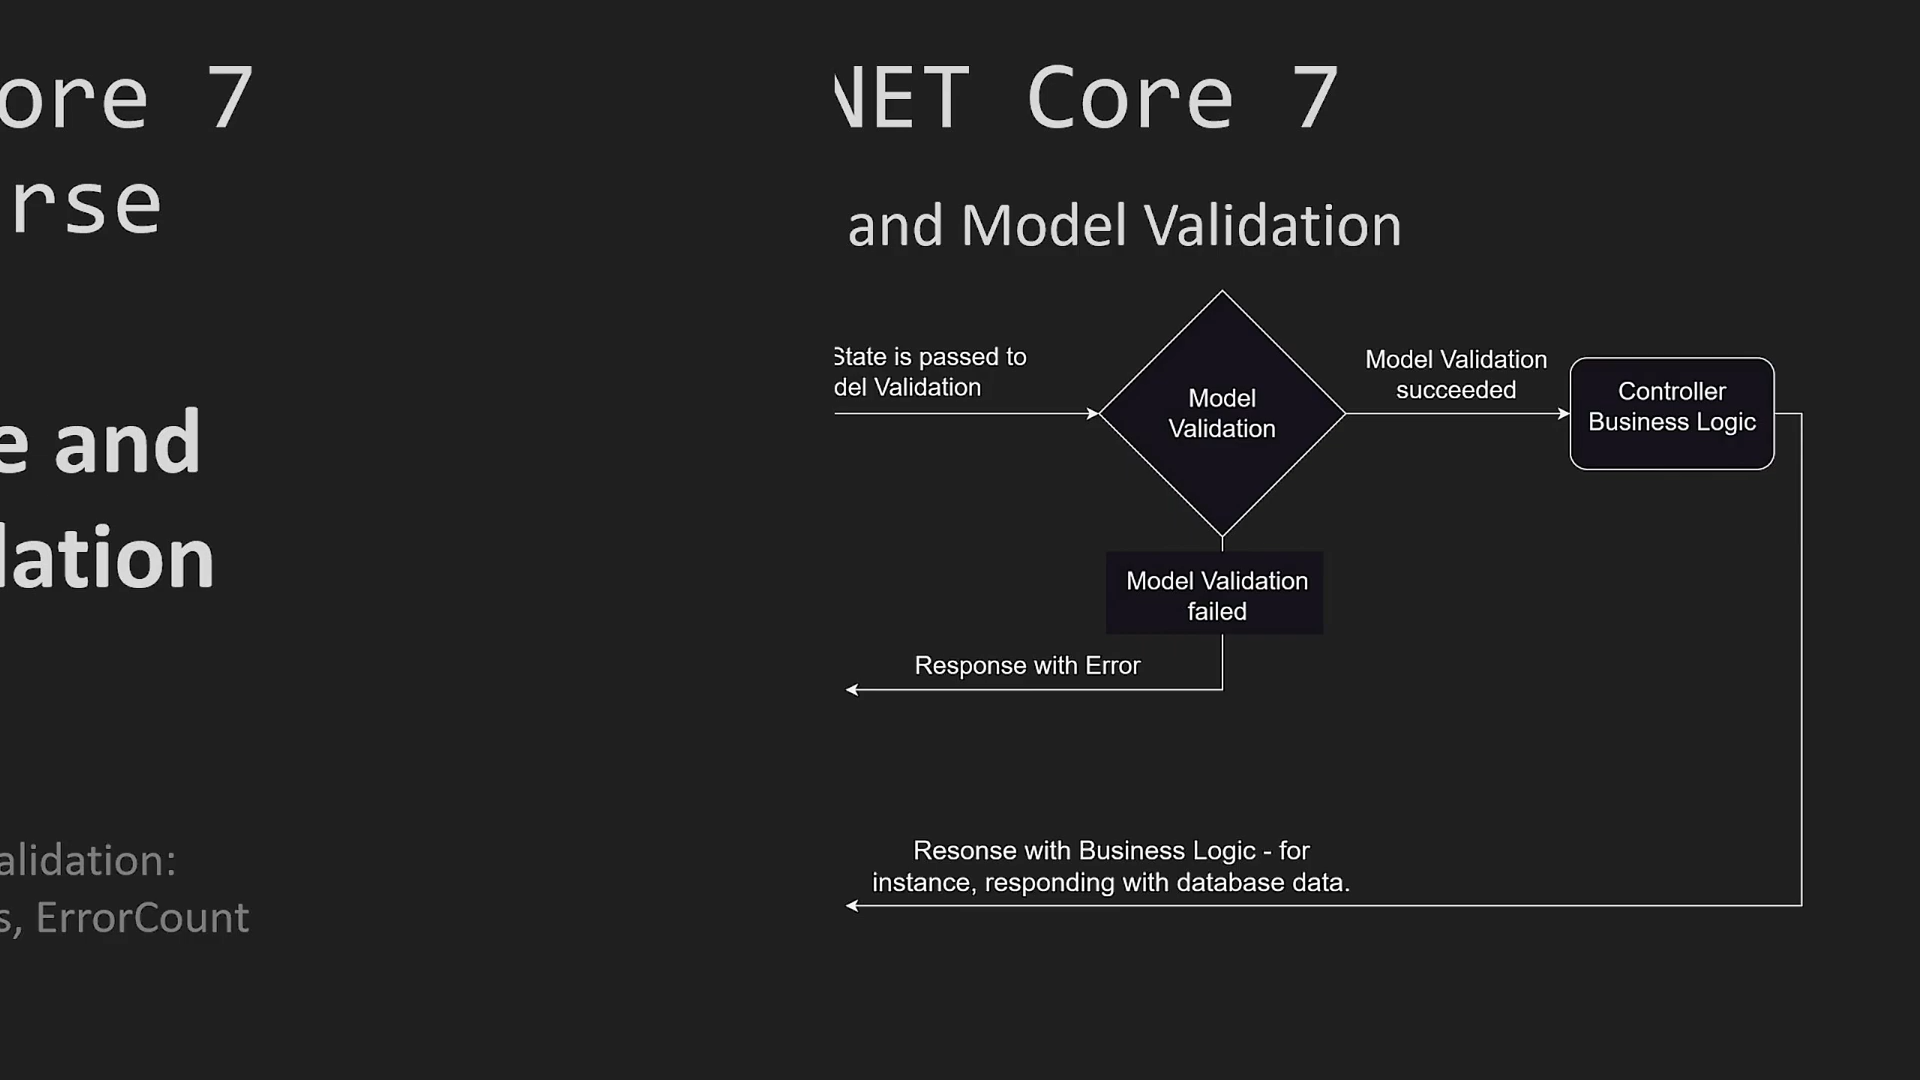 ore 7
rse
e and
lation
alidation:
s, ErrorCount
NET Core 7
and Model Validation
State is passed to
del Validation
Model
Validation
Model Validation
succeeded
Controller
Business Logic
Model Validation
failed
Response with Error
Resonse with Business Logic - for
instance, responding with database data.